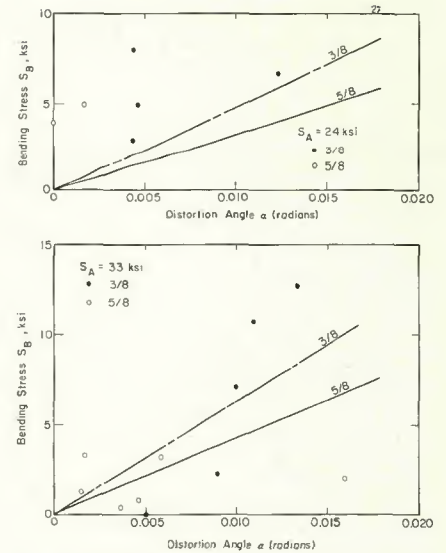 27
10
5
0
Bending Stress S_B, ksi
3/8
5/8
S_A = 24 ksi
• 3/8
○ 5/8
0 0.005 0.010 0.015 0.020
Distortion Angle α (radians)
15
10
5
0
Bending Stress S_B, ksi
S_A = 33 ksi
• 3/8
○ 5/8
3/8
5/8
0 0.005 0.010 0.015 0.020
Distortion Angle α (radians)